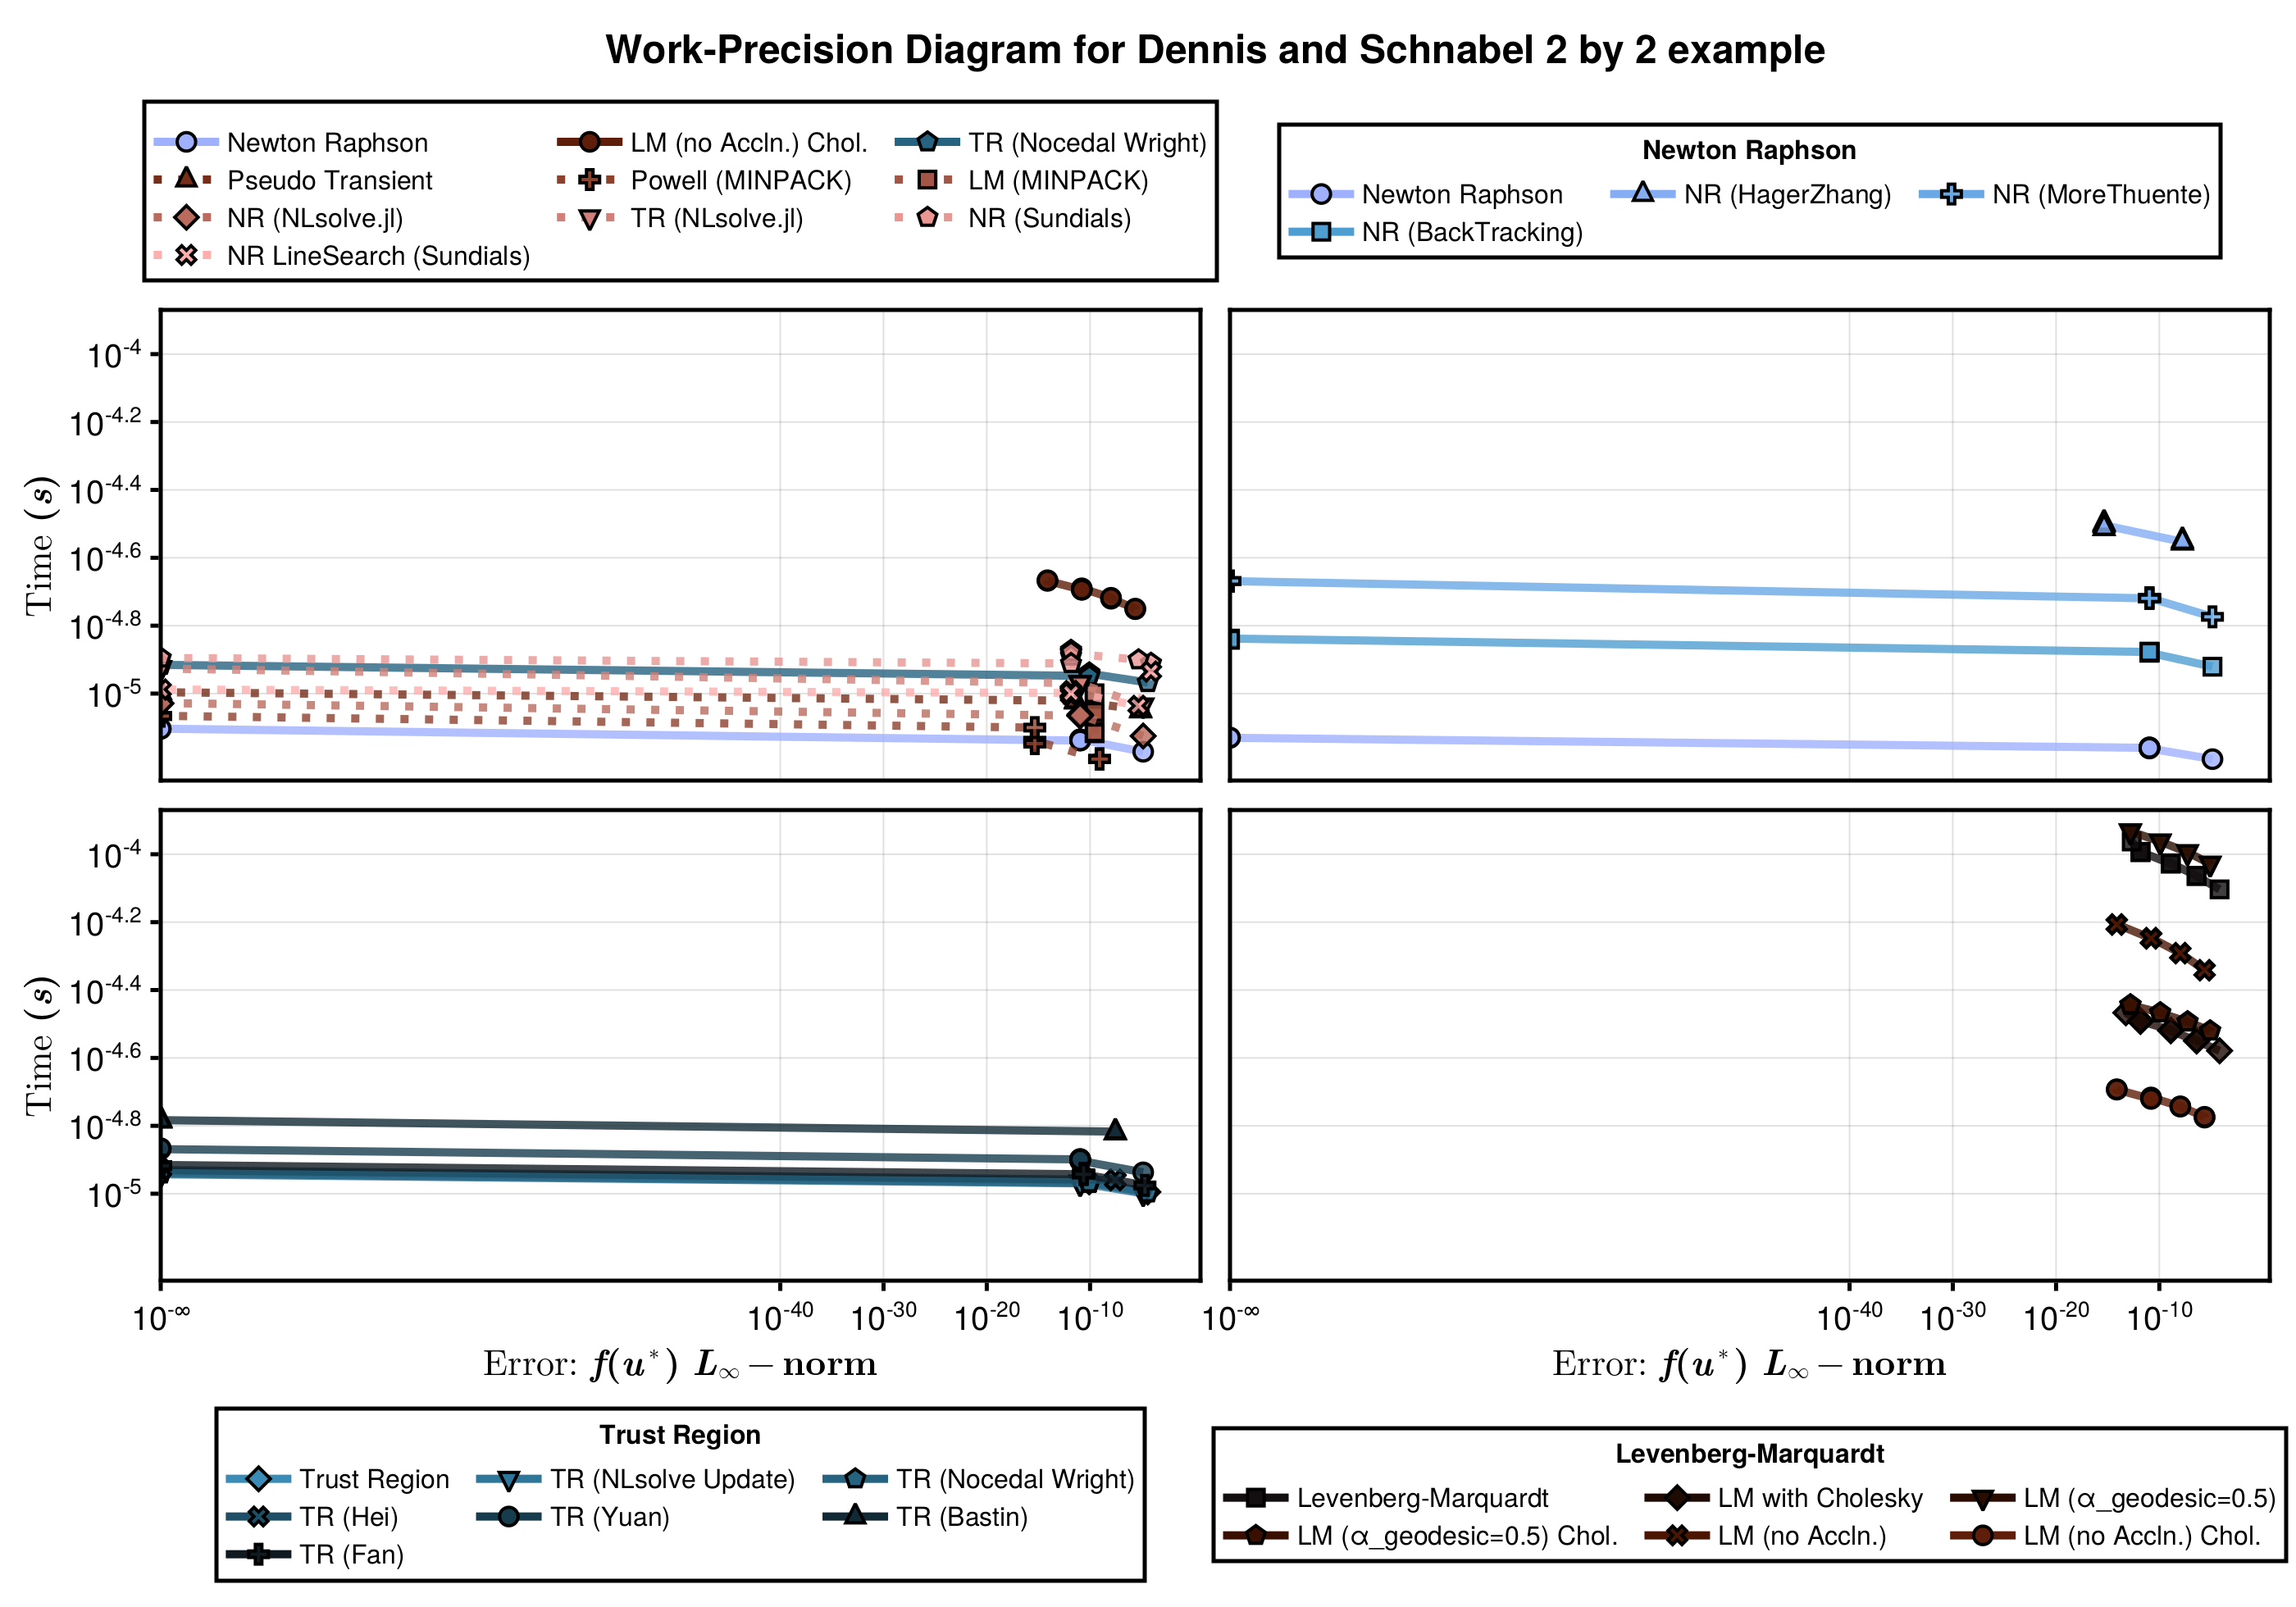 Work-Precision Diagram for Dennis and Schnabel 2 by 2 example
Newton Raphson LM (no Accln.) Chol. TR (Nocedal Wright)
Pseudo Transient Powell (MINPACK) LM (MINPACK)
NR (NLsolve.jl) TR (NLsolve.jl) NR (Sundials)
NR LineSearch (Sundials)
Newton Raphson
Newton Raphson NR (HagerZhang) NR (MoreThuente)
NR (BackTracking)
Time (s)
10^-4
10^-4.2
10^-4.4
10^-4.6
10^-4.8
10^-5
Time (s)
10^-4
10^-4.2
10^-4.4
10^-4.6
10^-4.8
10^-5
10^-∞ 10^-40 10^-30 10^-20 10^-10
10^-∞ 10^-40 10^-30 10^-20 10^-10
Error: f(u*) L∞ − norm
Error: f(u*) L∞ − norm
Trust Region
Trust Region TR (NLsolve Update) TR (Nocedal Wright)
TR (Hei) TR (Yuan) TR (Bastin)
TR (Fan)
Levenberg-Marquardt
Levenberg-Marquardt LM with Cholesky LM (α_geodesic=0.5)
LM (α_geodesic=0.5) Chol. LM (no Accln.) LM (no Accln.) Chol.